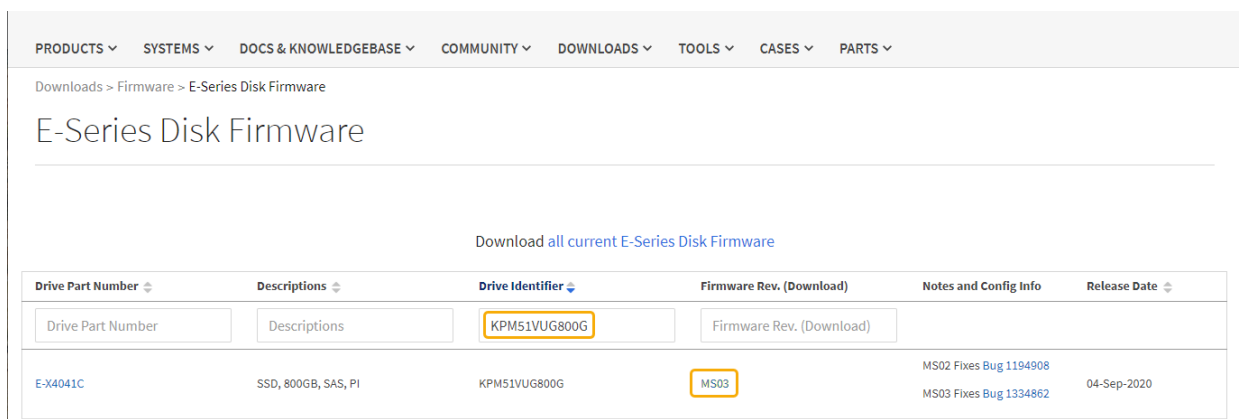 PRODUCTS SYSTEMS DOCS & KNOWLEDGEBASE COMMUNITY DOWNLOADS TOOLS CASES PARTS
Downloads > Firmware > E-Series Disk Firmware
E-Series Disk Firmware
Download all current E-Series Disk Firmware
Drive Part Number Descriptions Drive Identifier Firmware Rev. (Download) Notes and Config Info Release Date
Drive Part Number Descriptions KPM51VUG800G Firmware Rev. (Download)
MS02 Fixes Bug 1194908
E-X4041C SSD, 800GB, SAS, PI KPM51VUG800G MS03 04-Sep-2020
MS03 Fixes Bug 1334862